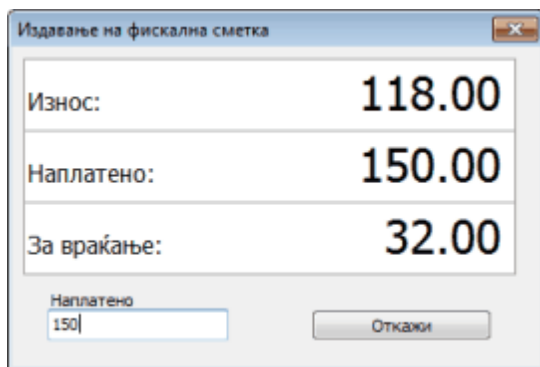 Издавање на фискална сметка
Износ: 118.00
Наплатено: 150.00
За враќање: 32.00
Наплатено
150
Откажи